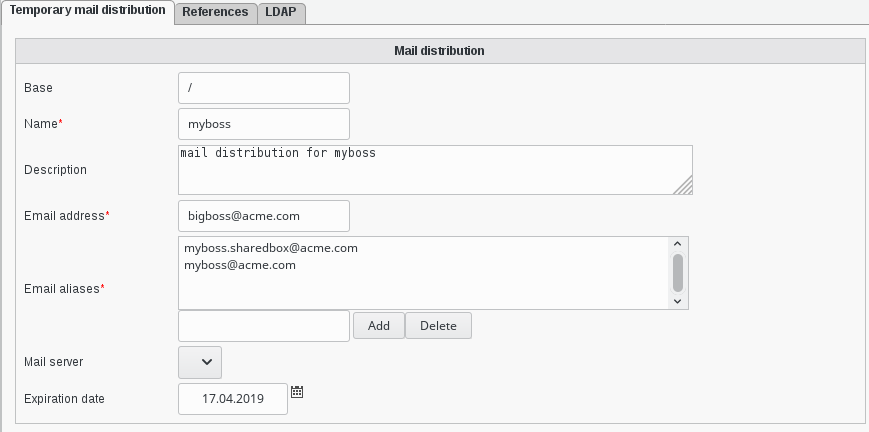 Temporary mail distribution References LDAP
Mail distribution
Base /
Name* myboss
Description mail distribution for myboss
Email address* bigboss@acme.com
myboss.sharedbox@acme.com
myboss@acme.com
Email aliases*
Add Delete
Mail server
Expiration date 17.04.2019